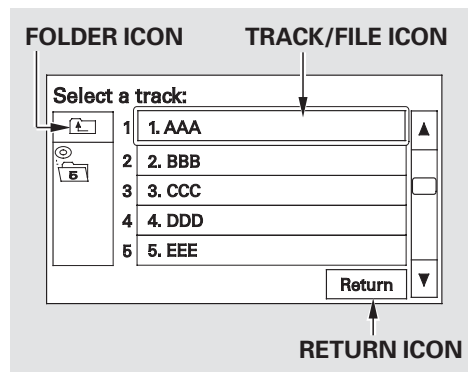 FOLDER ICON TRACK/FILE ICON
Select a track:
1 1. AAA
2 2. BBB
5
3 3. CCC
4 4. DDD
5 5. EEE
Return
RETURN ICON